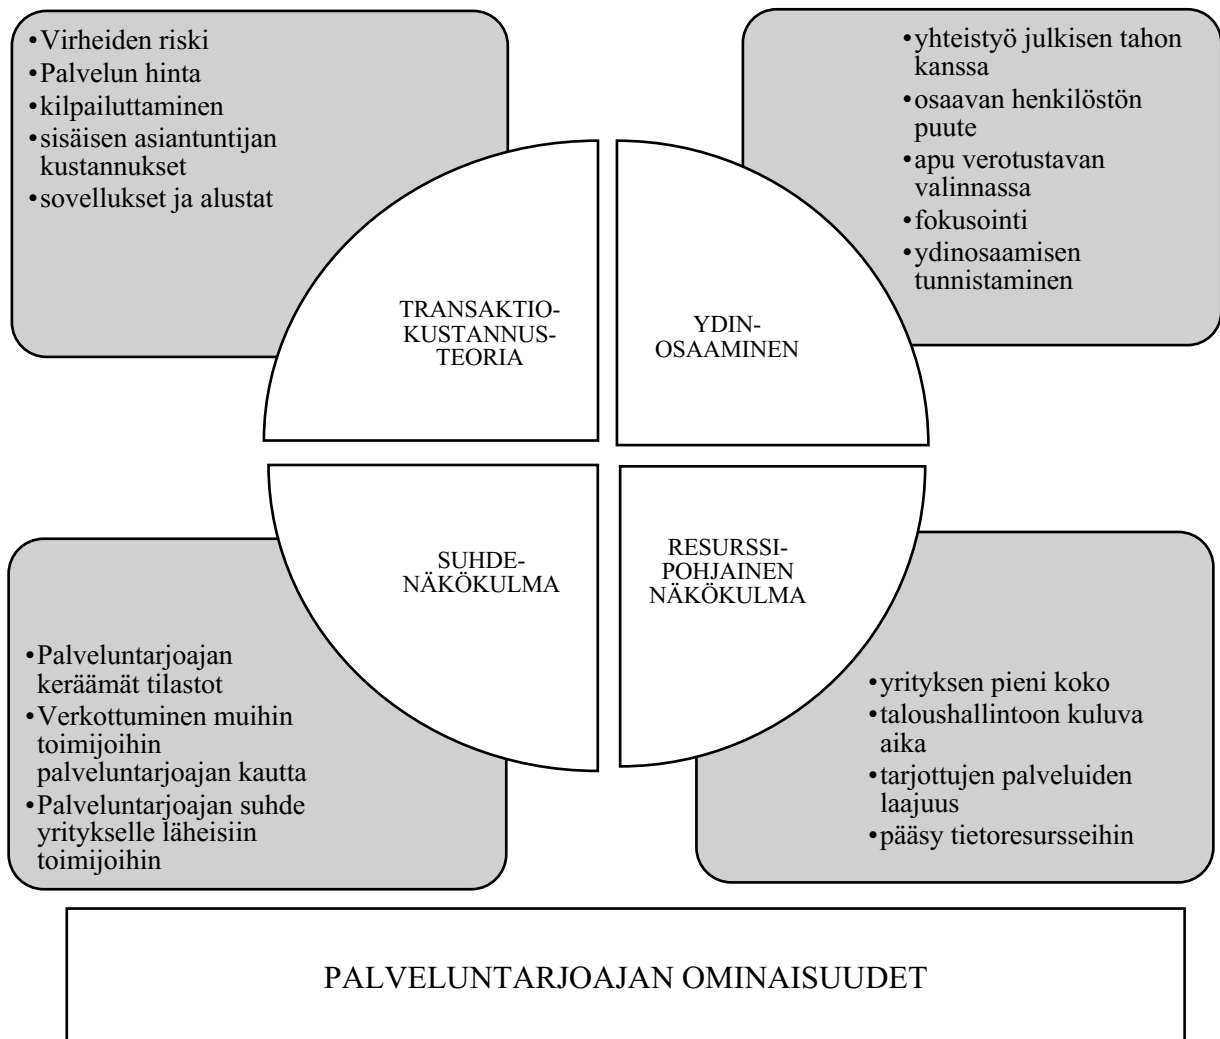 •Virheiden riski
•Palvelun hinta
•kilpailuttaminen
•sisäisen asiantuntijan
kustannukset
•sovellukset ja alustat
•yhteistyö julkisen tahon
kanssa
•osaavan henkilöstön
puute
•apu verotustavan
valinnassa
•fokusointi
•ydinosaamisen
tunnistaminen
TRANSAKTIO-
KUSTANNUS-
TEORIA
YDIN-
OSAAMINEN
SUHDE-
NÄKÖKULMA
RESURSSI-
POHJAINEN
NÄKÖKULMA
•Palveluntarjoajan
keräämät tilastot
•Verkottuminen muihin
toimijoihin
palveluntarjoajan kautta
•Palveluntarjoajan suhde
yritykselle läheisiin
toimijoihin
•yrityksen pieni koko
•taloushallintoon kuluva
aika
•tarjottujen palveluiden
laajuus
•pääsy tietoresursseihin
PALVELUNTARJOAJAN OMINAISUUDET